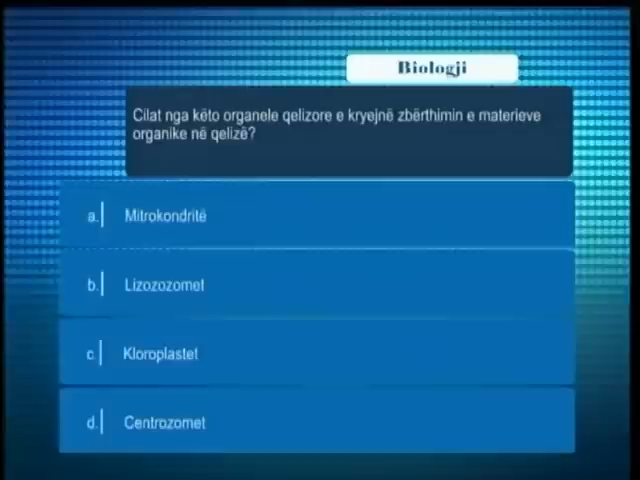 Biologji
Cilat nga këto organele qelizore e kryejnë zbërthimin e materieve
organike në qelizë?
a. Mitrokondritë
b. Lizozozomet
c Kloroplastet
d. Centrozomet